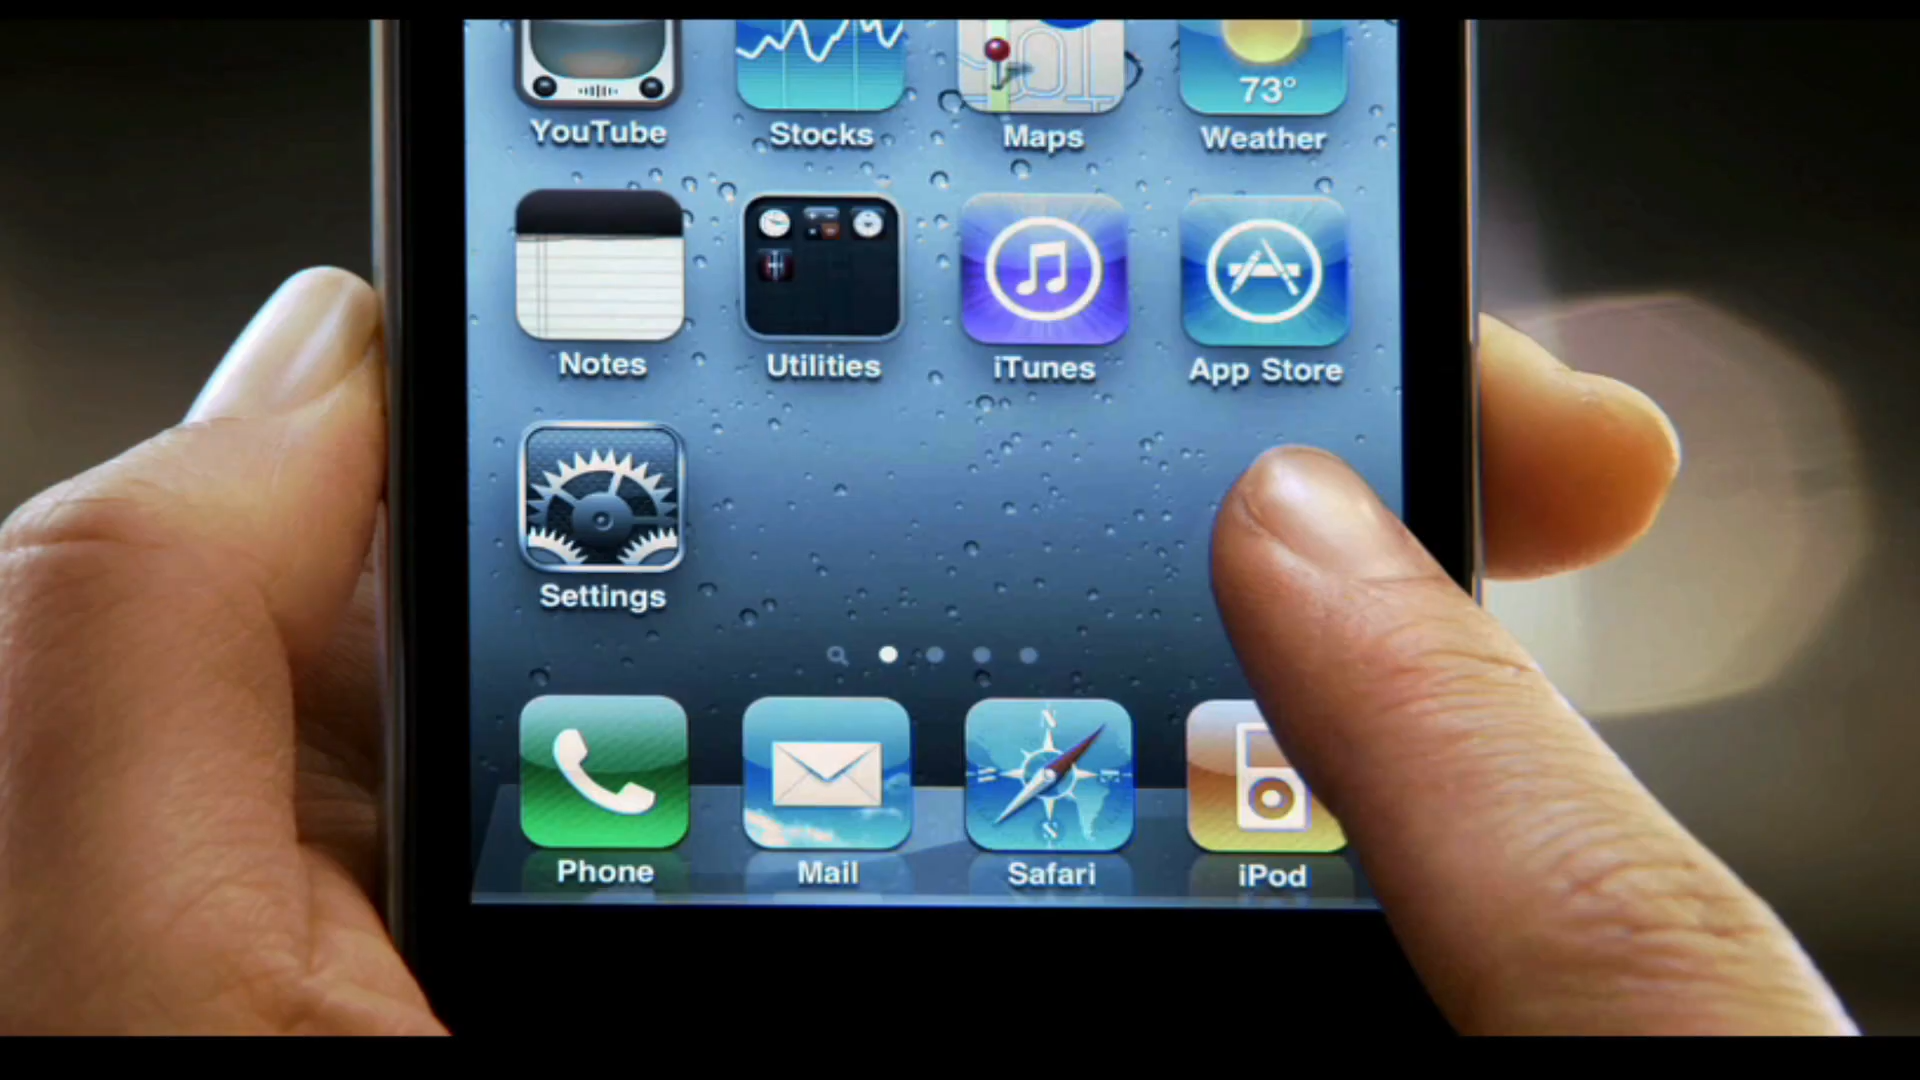 73°
YouTube Stocks Maps Weather
Notes Utilities iTunes App Store
Settings
N
S
Phone Mail Safari iPod